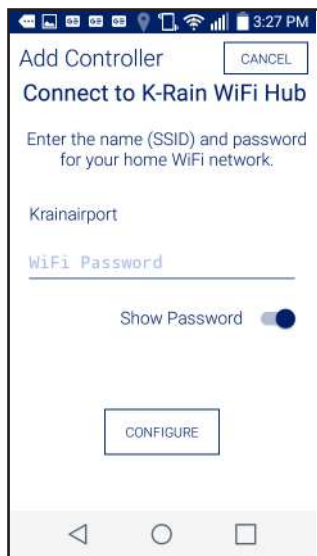 3:27 PM
Add Controller
CANCEL
Connect to K-Rain WiFi Hub
Enter the name (SSID) and password
for your home WiFi network.
Krainairport
WiFi Password
Show Password
CONFIGURE